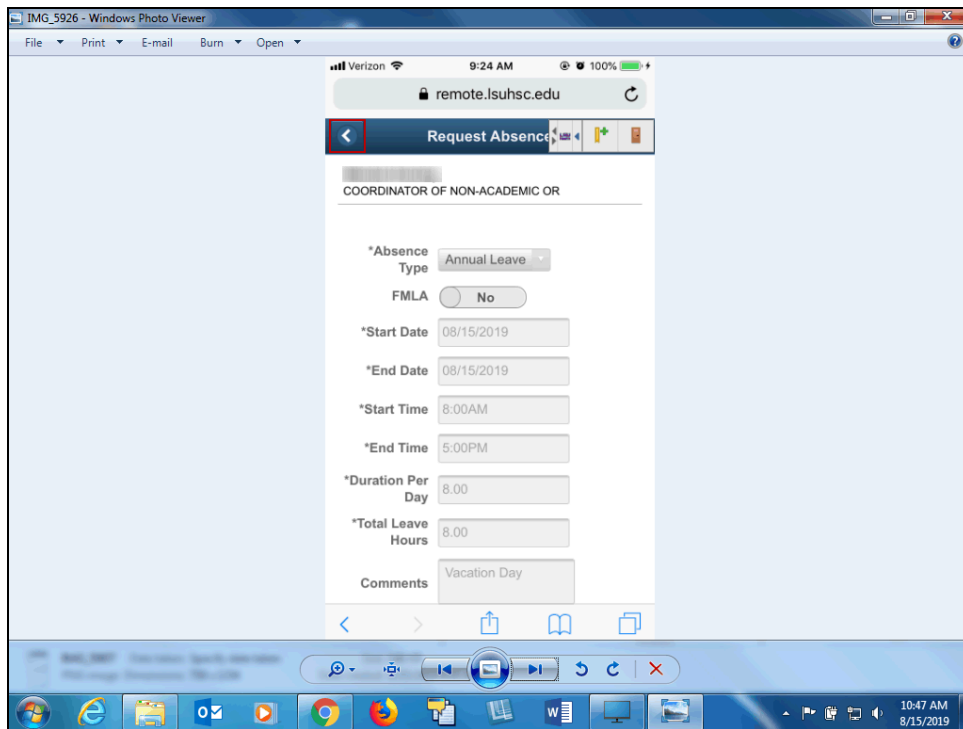 IMG_5926 - Windows Photo Viewer
File Print E-mail Burn Open
Verizon 9:24 AM 100%
remote.lsuhsc.edu
Request Absence
COORDINATOR OF NON-ACADEMIC OR
*Absence Type Annual Leave
FMLA No
*Start Date 08/15/2019
*End Date 08/15/2019
*Start Time 8:00AM
*End Time 5:00PM
*Duration Per Day 8.00
*Total Leave Hours 8.00
Comments Vacation Day
10:47 AM
8/15/2019